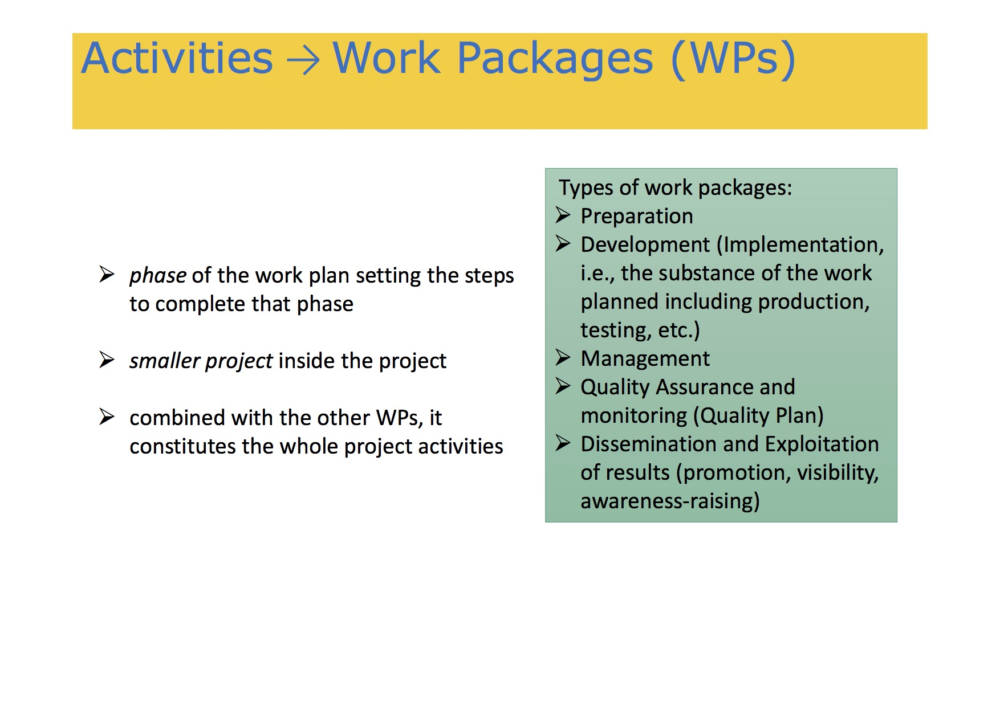 Activities → Work Packages (WPs)
➢ phase of the work plan setting the steps
to complete that phase
➢ smaller project inside the project
➢ combined with the other WPs, it
constitutes the whole project activities
Types of work packages:
➢ Preparation
➢ Development (Implementation,
i.e., the substance of the work
planned including production,
testing, etc.)
➢ Management
➢ Quality Assurance and
monitoring (Quality Plan)
➢ Dissemination and Exploitation
of results (promotion, visibility,
awareness-raising)